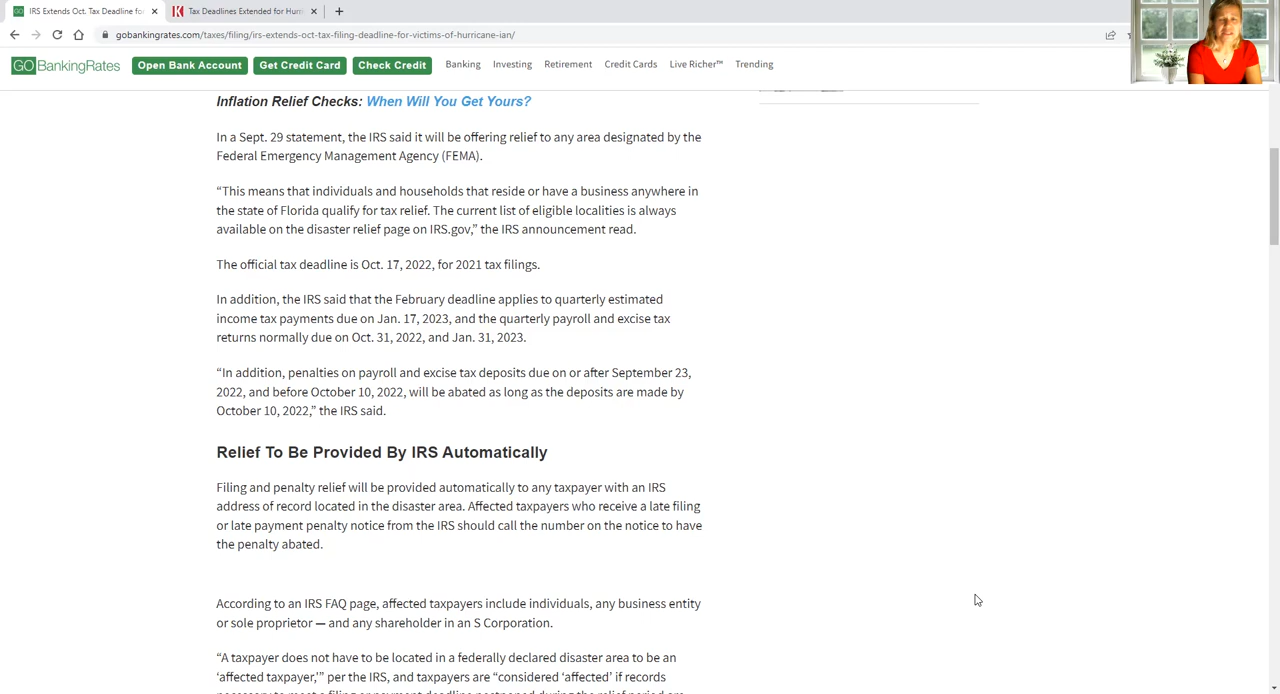 IRS Extends Oct. Tax Deadline fo
Tax Deadlines Extended for Hurri
gobankingrates.com/taxes/filing/irs-extends-oct-tax-filing-deadline-for-victims-of-hurricane-ian/
GOBankingRates
Open Bank Account
Get Credit Card
Check Credit
Banking
Investing
Retirement
Credit Cards
Live Richer™
Trending
Inflation Relief Checks: When Will You Get Yours?
In a Sept. 29 statement, the IRS said it will be offering relief to any area designated by the
Federal Emergency Management Agency (FEMA).
“This means that individuals and households that reside or have a business anywhere in
the state of Florida qualify for tax relief. The current list of eligible localities is always
available on the disaster relief page on IRS.gov,” the IRS announcement read.
The official tax deadline is Oct. 17, 2022, for 2021 tax filings.
In addition, the IRS said that the February deadline applies to quarterly estimated
income tax payments due on Jan. 17, 2023, and the quarterly payroll and excise tax
returns normally due on Oct. 31, 2022, and Jan. 31, 2023.
“In addition, penalties on payroll and excise tax deposits due on or after September 23,
2022, and before October 10, 2022, will be abated as long as the deposits are made by
October 10, 2022,” the IRS said.
Relief To Be Provided By IRS Automatically
Filing and penalty relief will be provided automatically to any taxpayer with an IRS
address of record located in the disaster area. Affected taxpayers who receive a late filing
or late payment penalty notice from the IRS should call the number on the notice to have
the penalty abated.
According to an IRS FAQ page, affected taxpayers include individuals, any business entity
or sole proprietor — and any shareholder in an S Corporation.
“A taxpayer does not have to be located in a federally declared disaster area to be an
‘affected taxpayer,’” per the IRS, and taxpayers are “considered ‘affected’ if records
necessary to meet a filing or payment deadline postponed during the relief period are